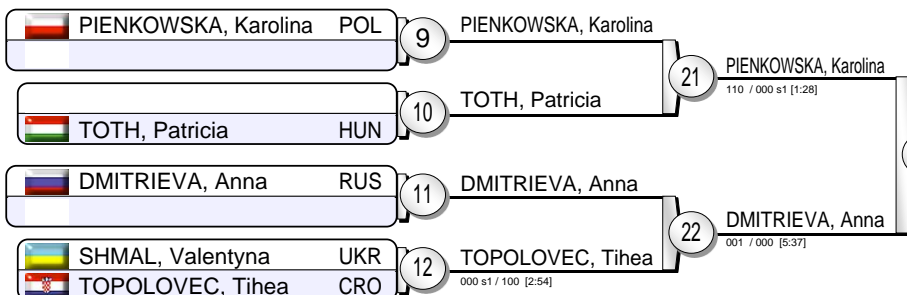 PIENKOWSKA, Karolina POL
9
PIENKOWSKA, Karolina
21
PIENKOWSKA, Karolina
110 / 000 s1 [1:28]
10
TOTH, Patricia
TOTH, Patricia HUN
DMITRIEVA, Anna RUS
11
DMITRIEVA, Anna
22
DMITRIEVA, Anna
001 / 000 [5:37]
SHMAL, Valentyna UKR
12
TOPOLOVEC, Tihea
000 s1 / 100 [2:54]
TOPOLOVEC, Tihea CRO